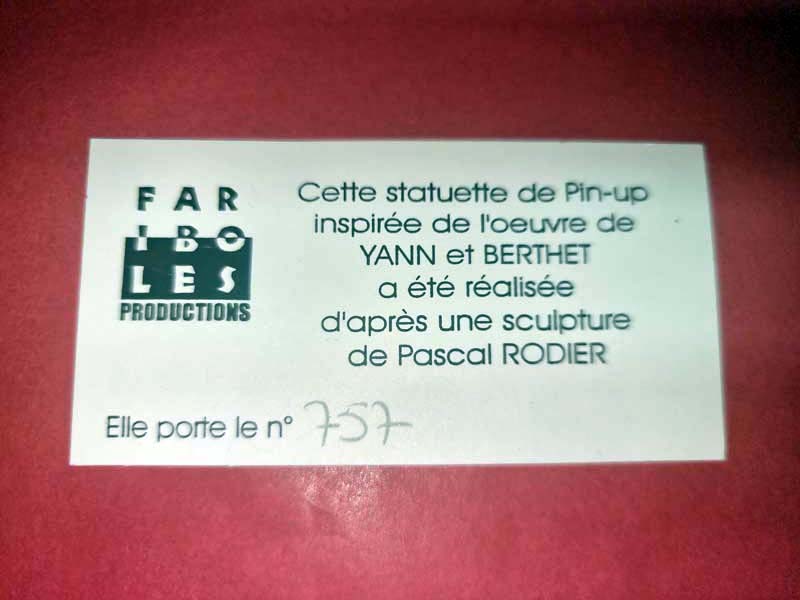 FAR
IBO
LES
PRODUCTIONS
Cette statuette de Pin-up
inspirée de l'oeuvre de
YANN et BERTHET
a été réalisée
d'après une sculpture
de Pascal RODIER
Elle porte le n° 757